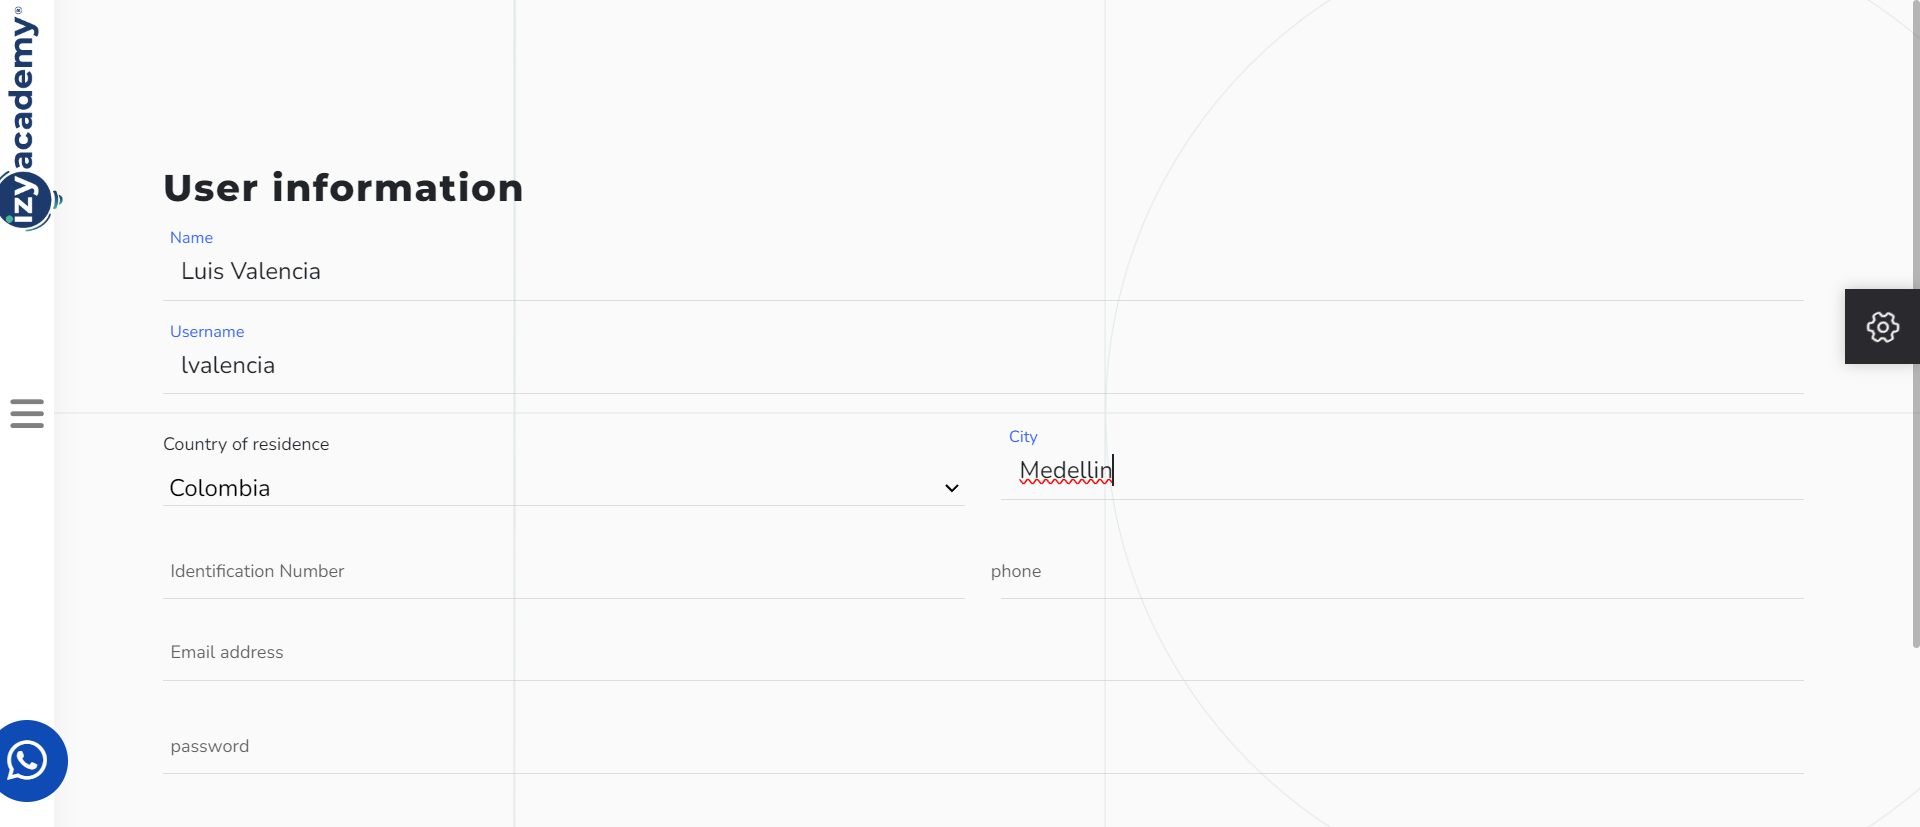 izyacademy®
User information
Name
Luis Valencia
Username
lvalencia
Country of residence
City
Colombia
Medellin
Identification Number
phone
Email address
password